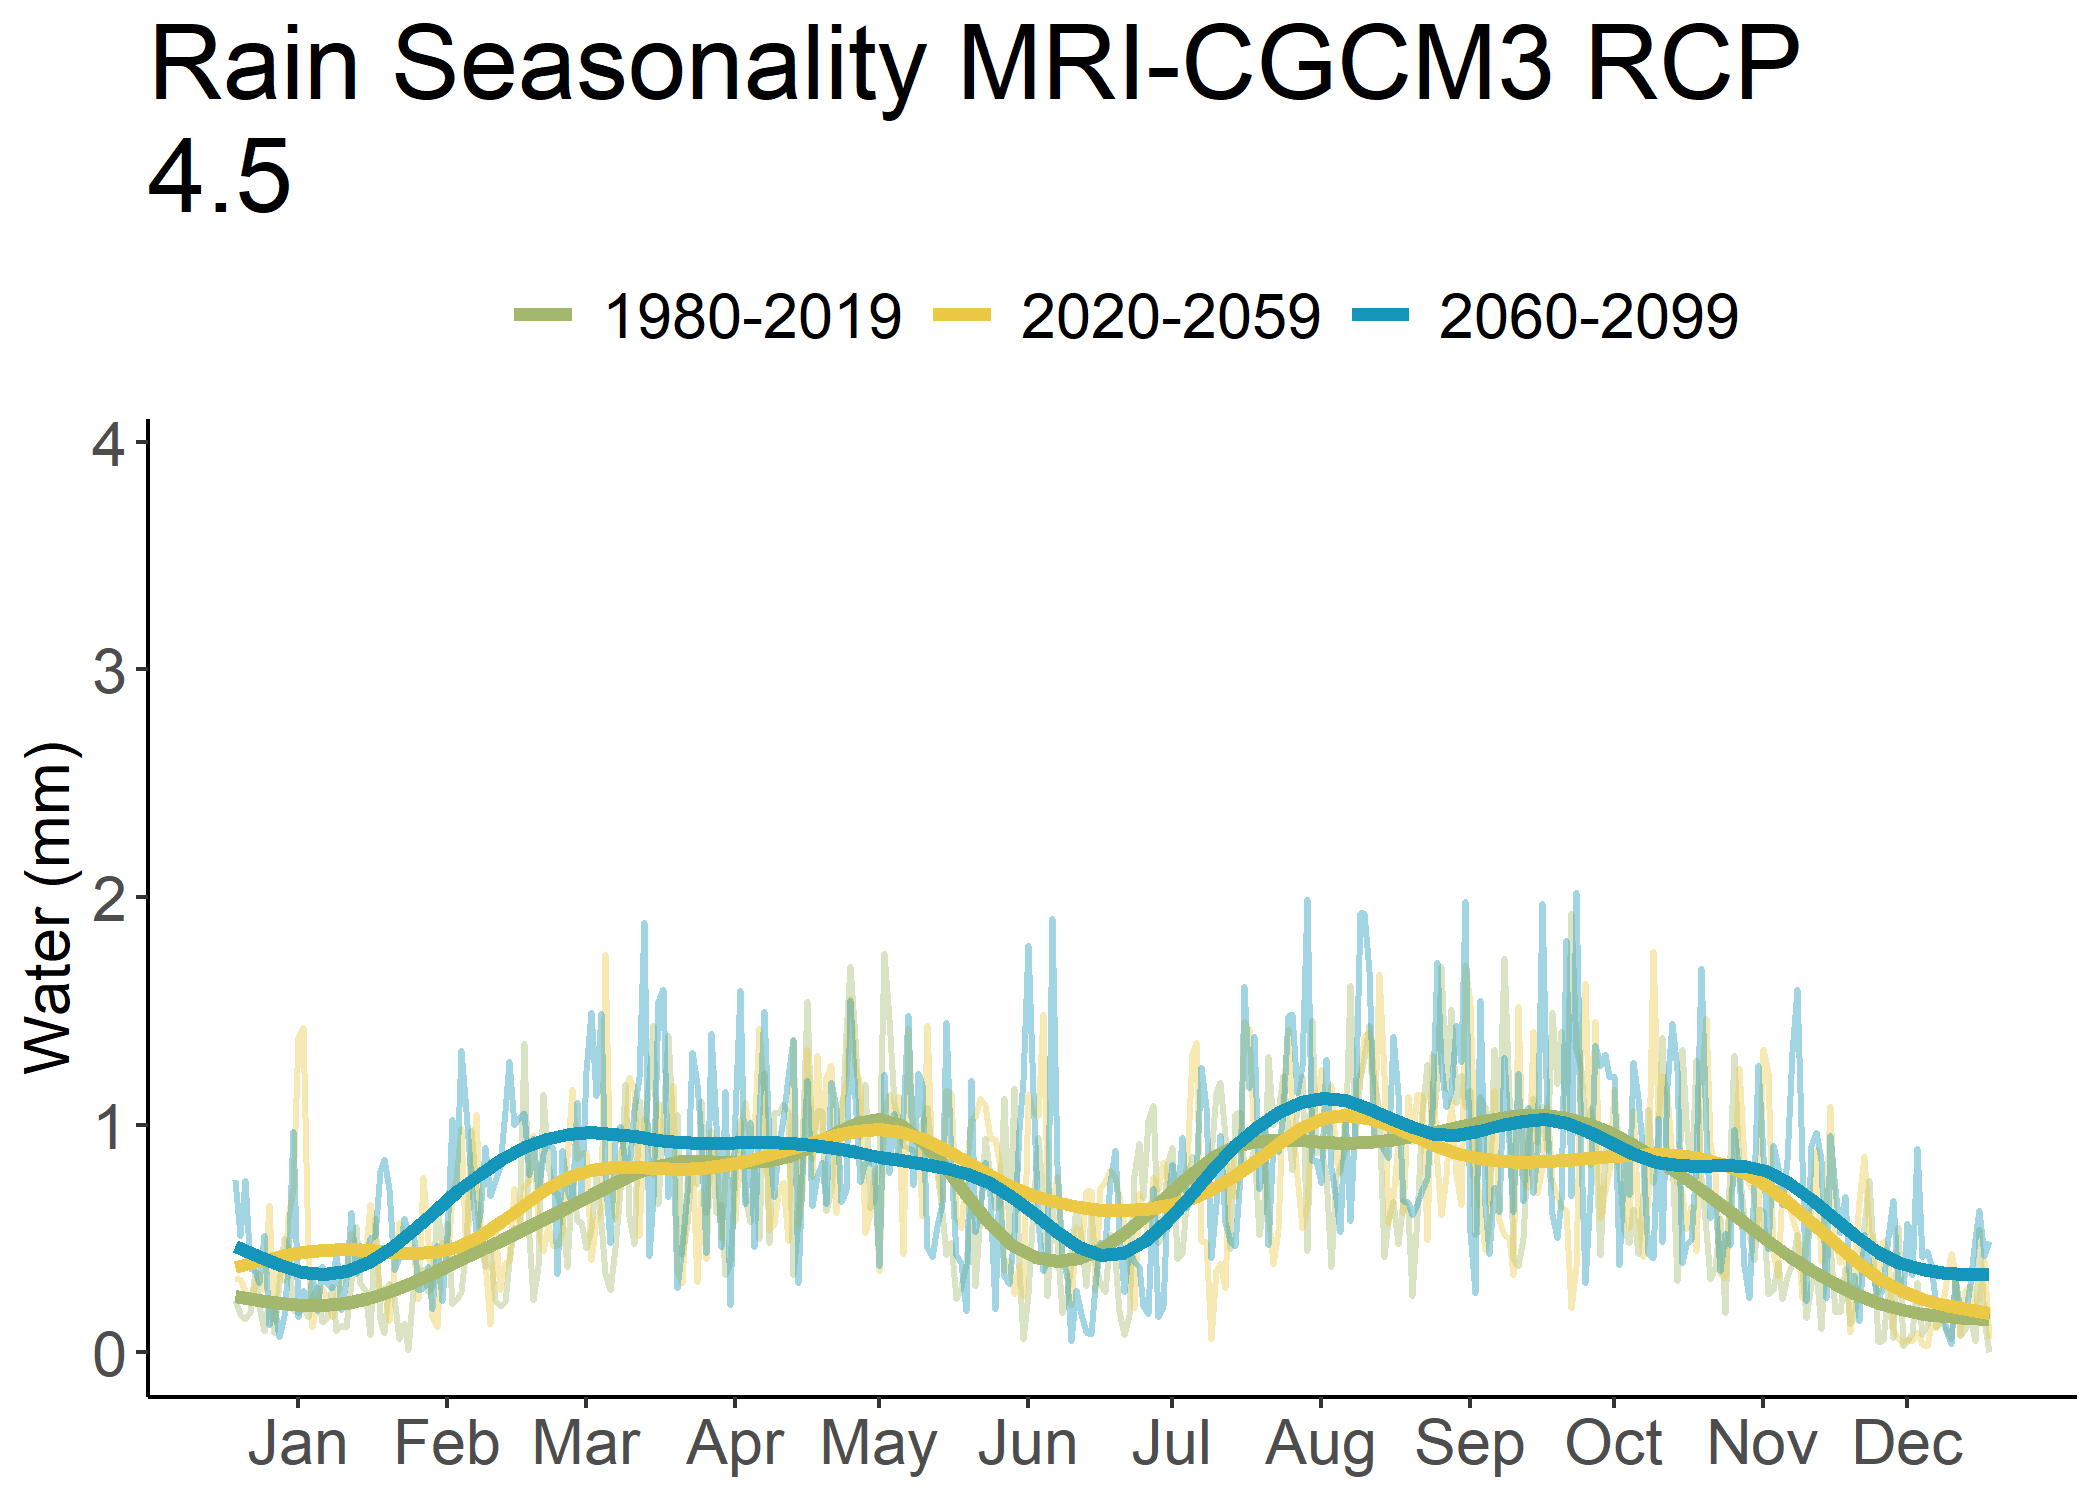 Rain Seasonality MRI-CGCM3 RCP
4.5
1980-2019 2020-2059 2060-2099
4
3
2
1
0
Water (mm)
Jan Feb Mar Apr May Jun Jul Aug Sep Oct Nov Dec